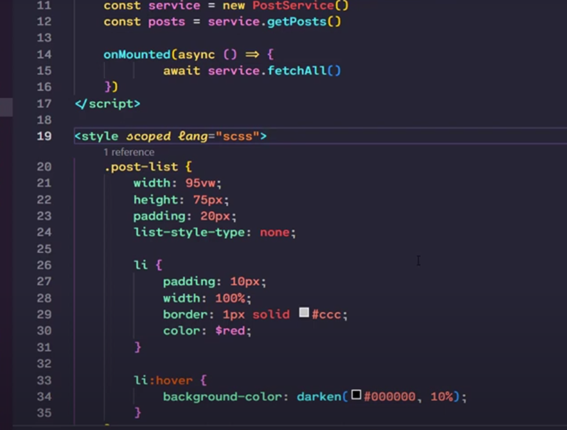 11 const service = new PostService()
12 const posts = service.getPosts()
13
14 onMounted(async () => {
15 await service.fetchAll()
16 })
17 </script>
18
19 <style scoped lang="scss">
1 reference
20 .post-list {
21 width: 95vw;
22 height: 75px;
23 padding: 20px;
24 list-style-type: none;
25
26 li {
27 padding: 10px;
28 width: 100%;
29 border: 1px solid #ccc;
30 color: $red;
31 }
32
33 li:hover {
34 background-color: darken(#000000, 10%);
35 }